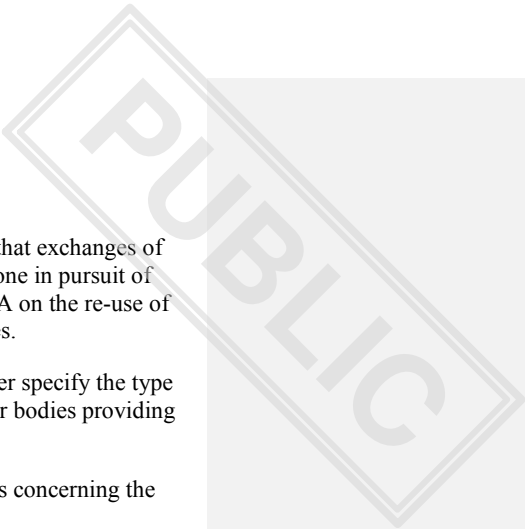 that exchanges of
one in pursuit of
A on the re-use of
es.
er specify the type
r bodies providing
s concerning the
PUBLIC